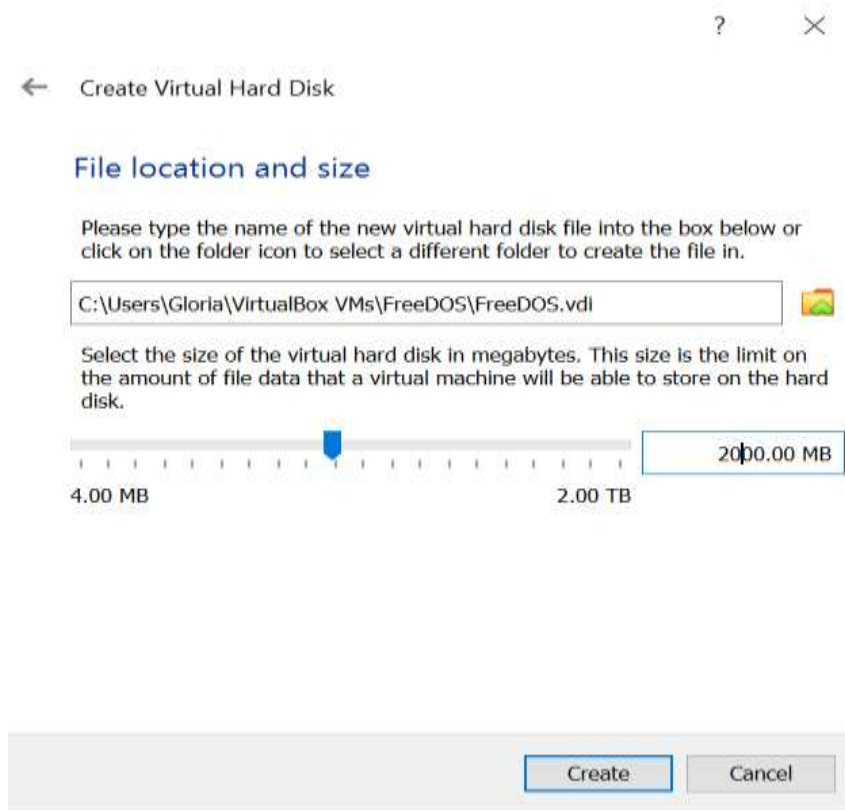 ?
Create Virtual Hard Disk
File location and size
Please type the name of the new virtual hard disk file into the box below or
click on the folder icon to select a different folder to create the file in.
C:\Users\Gloria\VirtualBox VMs\FreeDOS\FreeDOS.vdi
Select the size of the virtual hard disk in megabytes. This size is the limit on
the amount of file data that a virtual machine will be able to store on the hard
disk.
2000.00 MB
4.00 MB 2.00 TB
Create Cancel